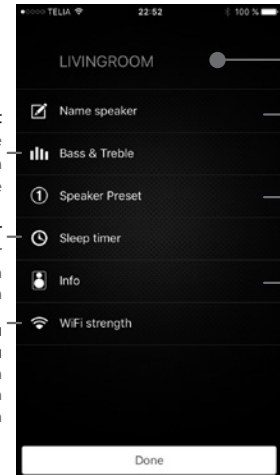 TELIA 22:52 100 %
LIVINGROOM
Name speaker
Bass & Treble
Speaker Preset
Sleep timer
Info
WiFi strength
Done